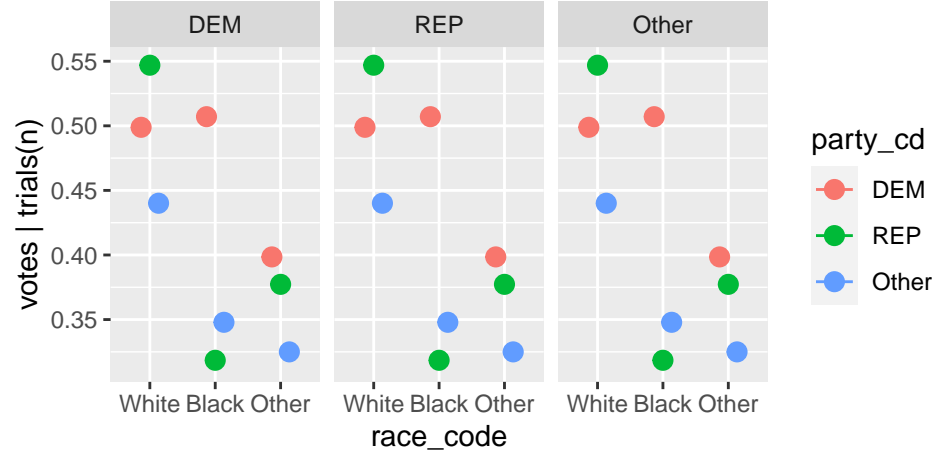 DEM
REP
Other
0.55
0.50
0.45
0.40
0.35
votes | trials(n)
White Black Other
White Black Other
White Black Other
race_code
party_cd
DEM
REP
Other